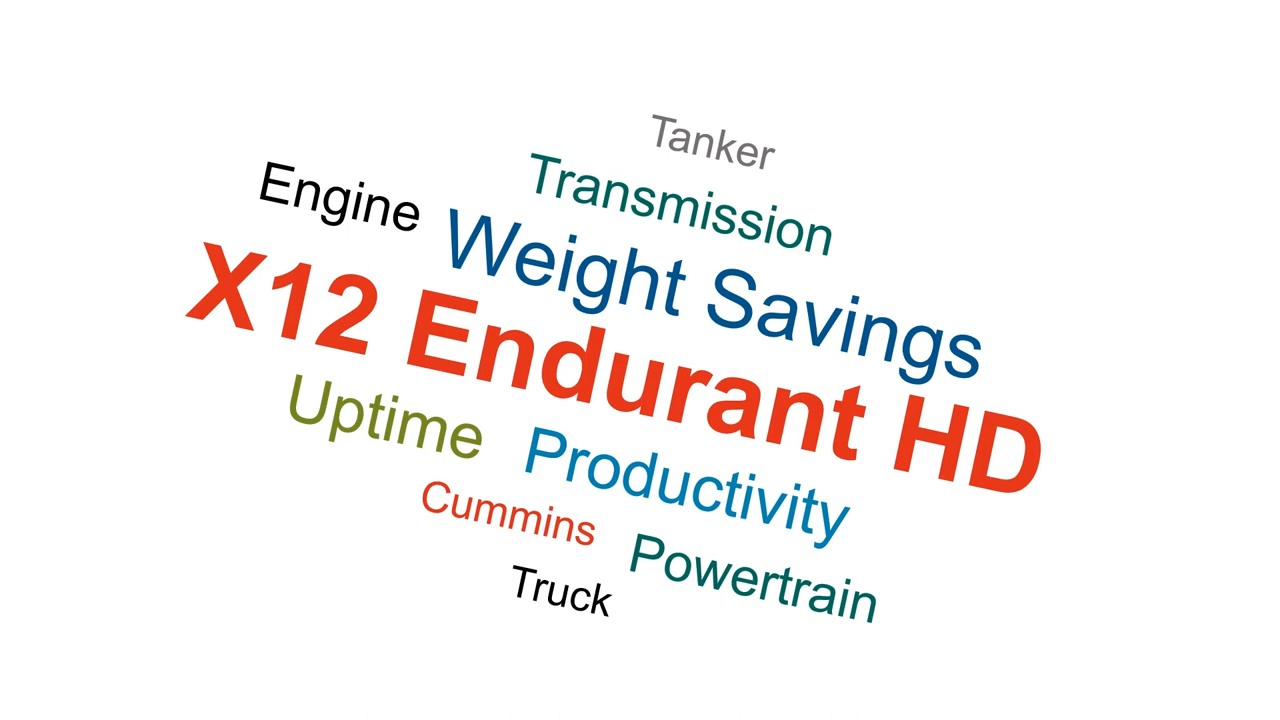 Tanker
Transmission
Engine
Weight Savings
X12 Endurant HD
Uptime
Productivity
Cummins
Powertrain
Truck